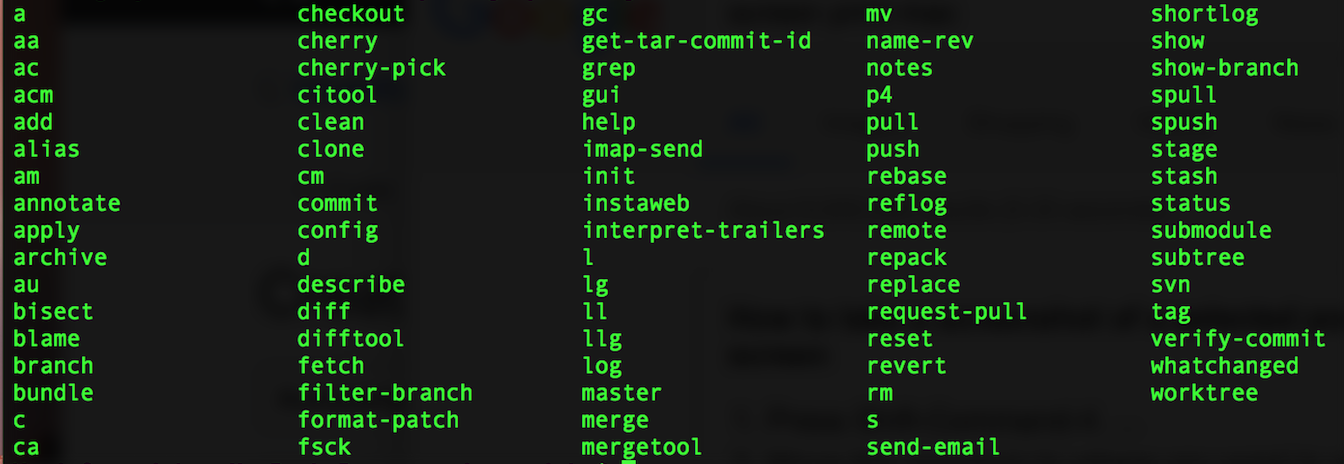 a checkout gc mv shortlog
aa cherry get-tar-commit-id name-rev show
ac cherry-pick grep notes show-branch
acm citool gui p4 spull
add clean help pull spush
alias clone imap-send push stage
am cm init rebase stash
annotate commit instaweb reflog status
apply config interpret-trailers remote submodule
archive d l repack subtree
au describe lg replace svn
bisect diff ll request-pull tag
blame difftool llg reset verify-commit
branch fetch log revert whatchanged
bundle filter-branch master rm worktree
c format-patch merge s
ca fsck mergetool send-email